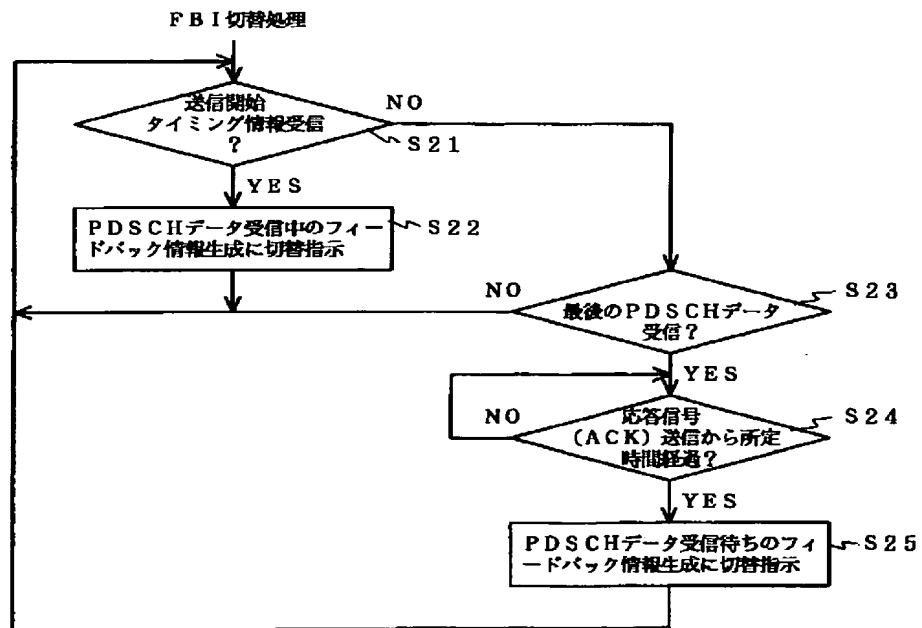 ＦＢＩ切替処理
送信開始
タイミング情報受信
？
ＮＯ
Ｓ２１
ＹＥＳ
ＰＤＳＣＨデータ受信中のフィー
ドバック情報生成に切替指示
Ｓ２２
ＮＯ
最後のＰＤＳＣＨデータ
受信？
Ｓ２３
ＹＥＳ
ＮＯ
応答信号
（ＡＣＫ）送信から所定
時間経過？
Ｓ２４
ＹＥＳ
ＰＤＳＣＨデータ受信待ちのフィ
ードバック情報生成に切替指示
Ｓ２５